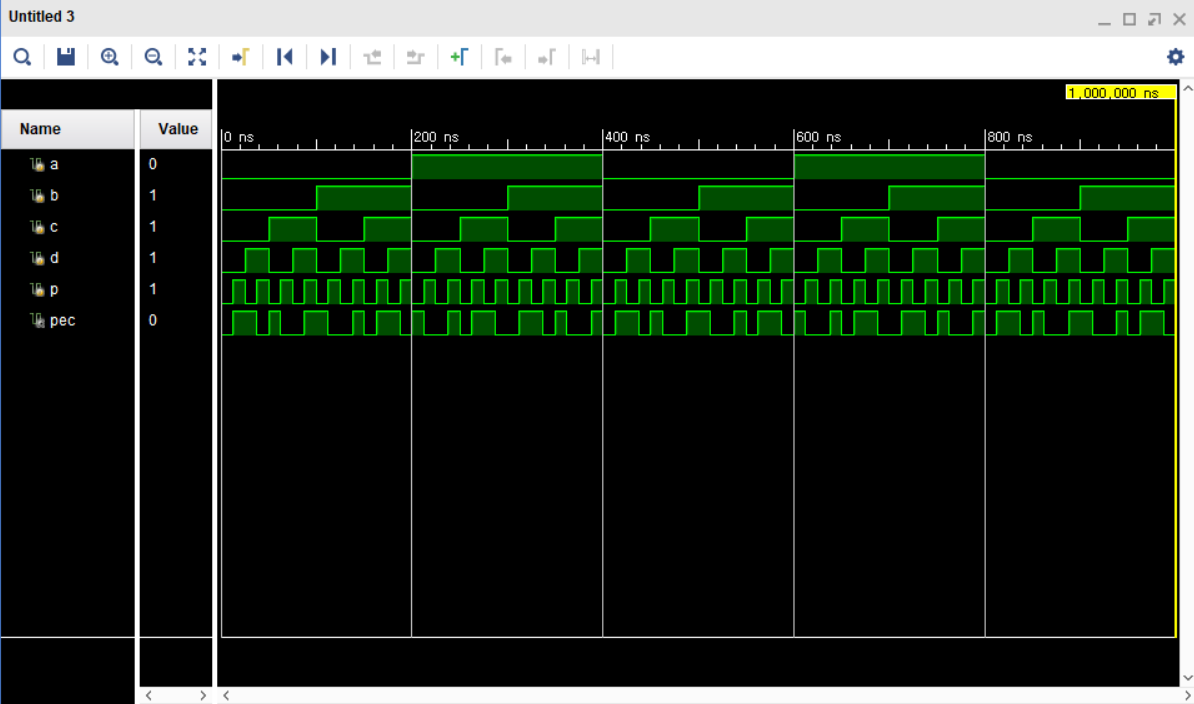 Untitled 3
1,000,000 ns
Name Value
0 ns 200 ns 400 ns 600 ns 800 ns
a 0
b 1
c 1
d 1
p 1
pec 0